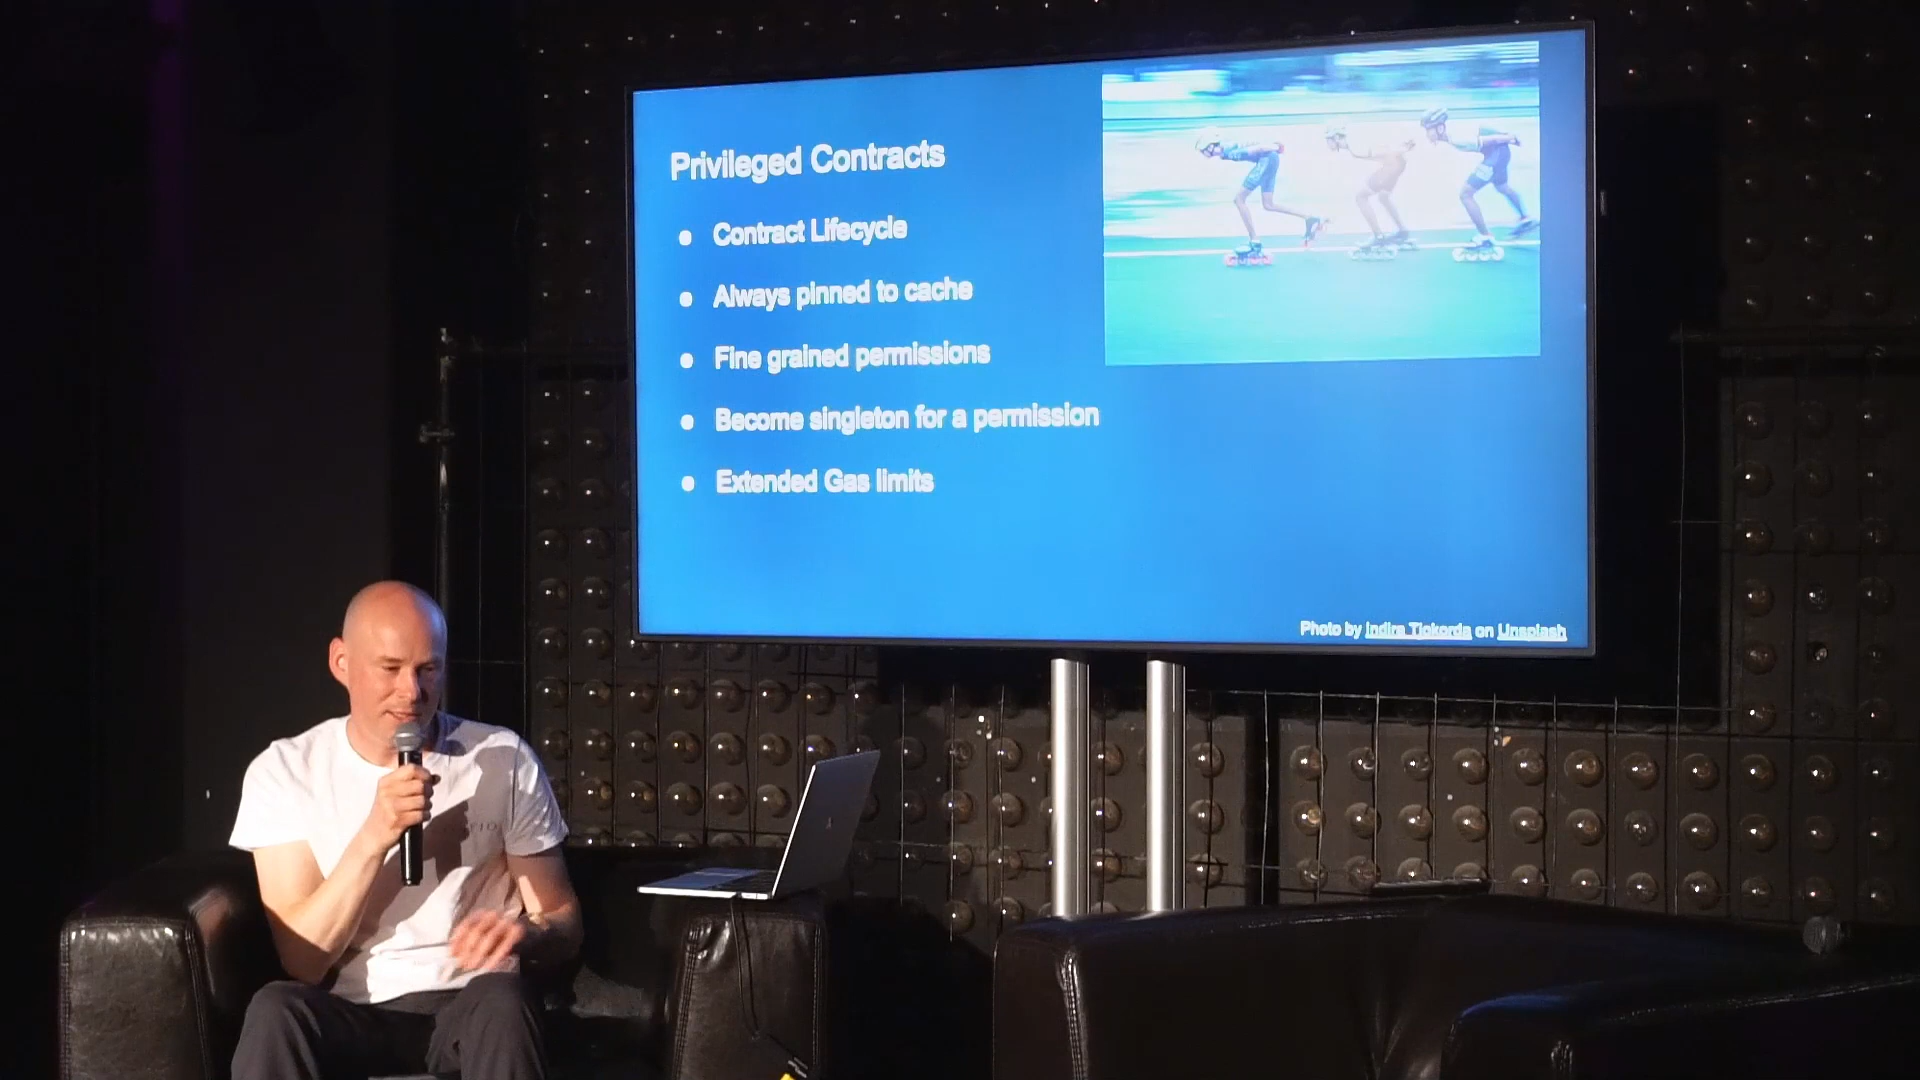 Privileged Contracts
● Contract Lifecycle
● Always pinned to cache
● Fine grained permissions
● Become singleton for a permission
● Extended Gas limits
Photo by Indira Tjokorda on Unsplash